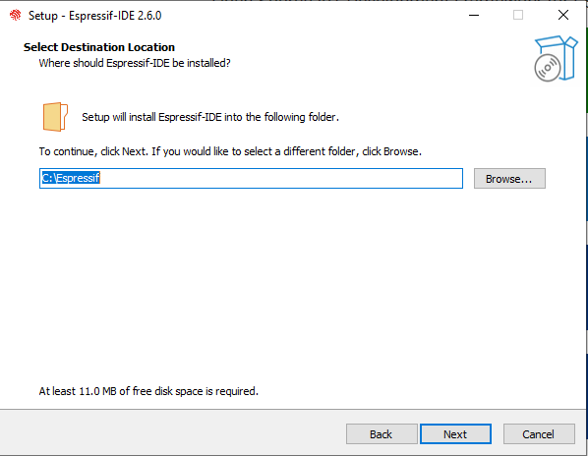 Setup - Espressif-IDE 2.6.0
Select Destination Location
Where should Espressif-IDE be installed?
Setup will install Espressif-IDE into the following folder.
To continue, click Next. If you would like to select a different folder, click Browse.
C:\Espressif
Browse...
At least 11.0 MB of free disk space is required.
Back
Next
Cancel